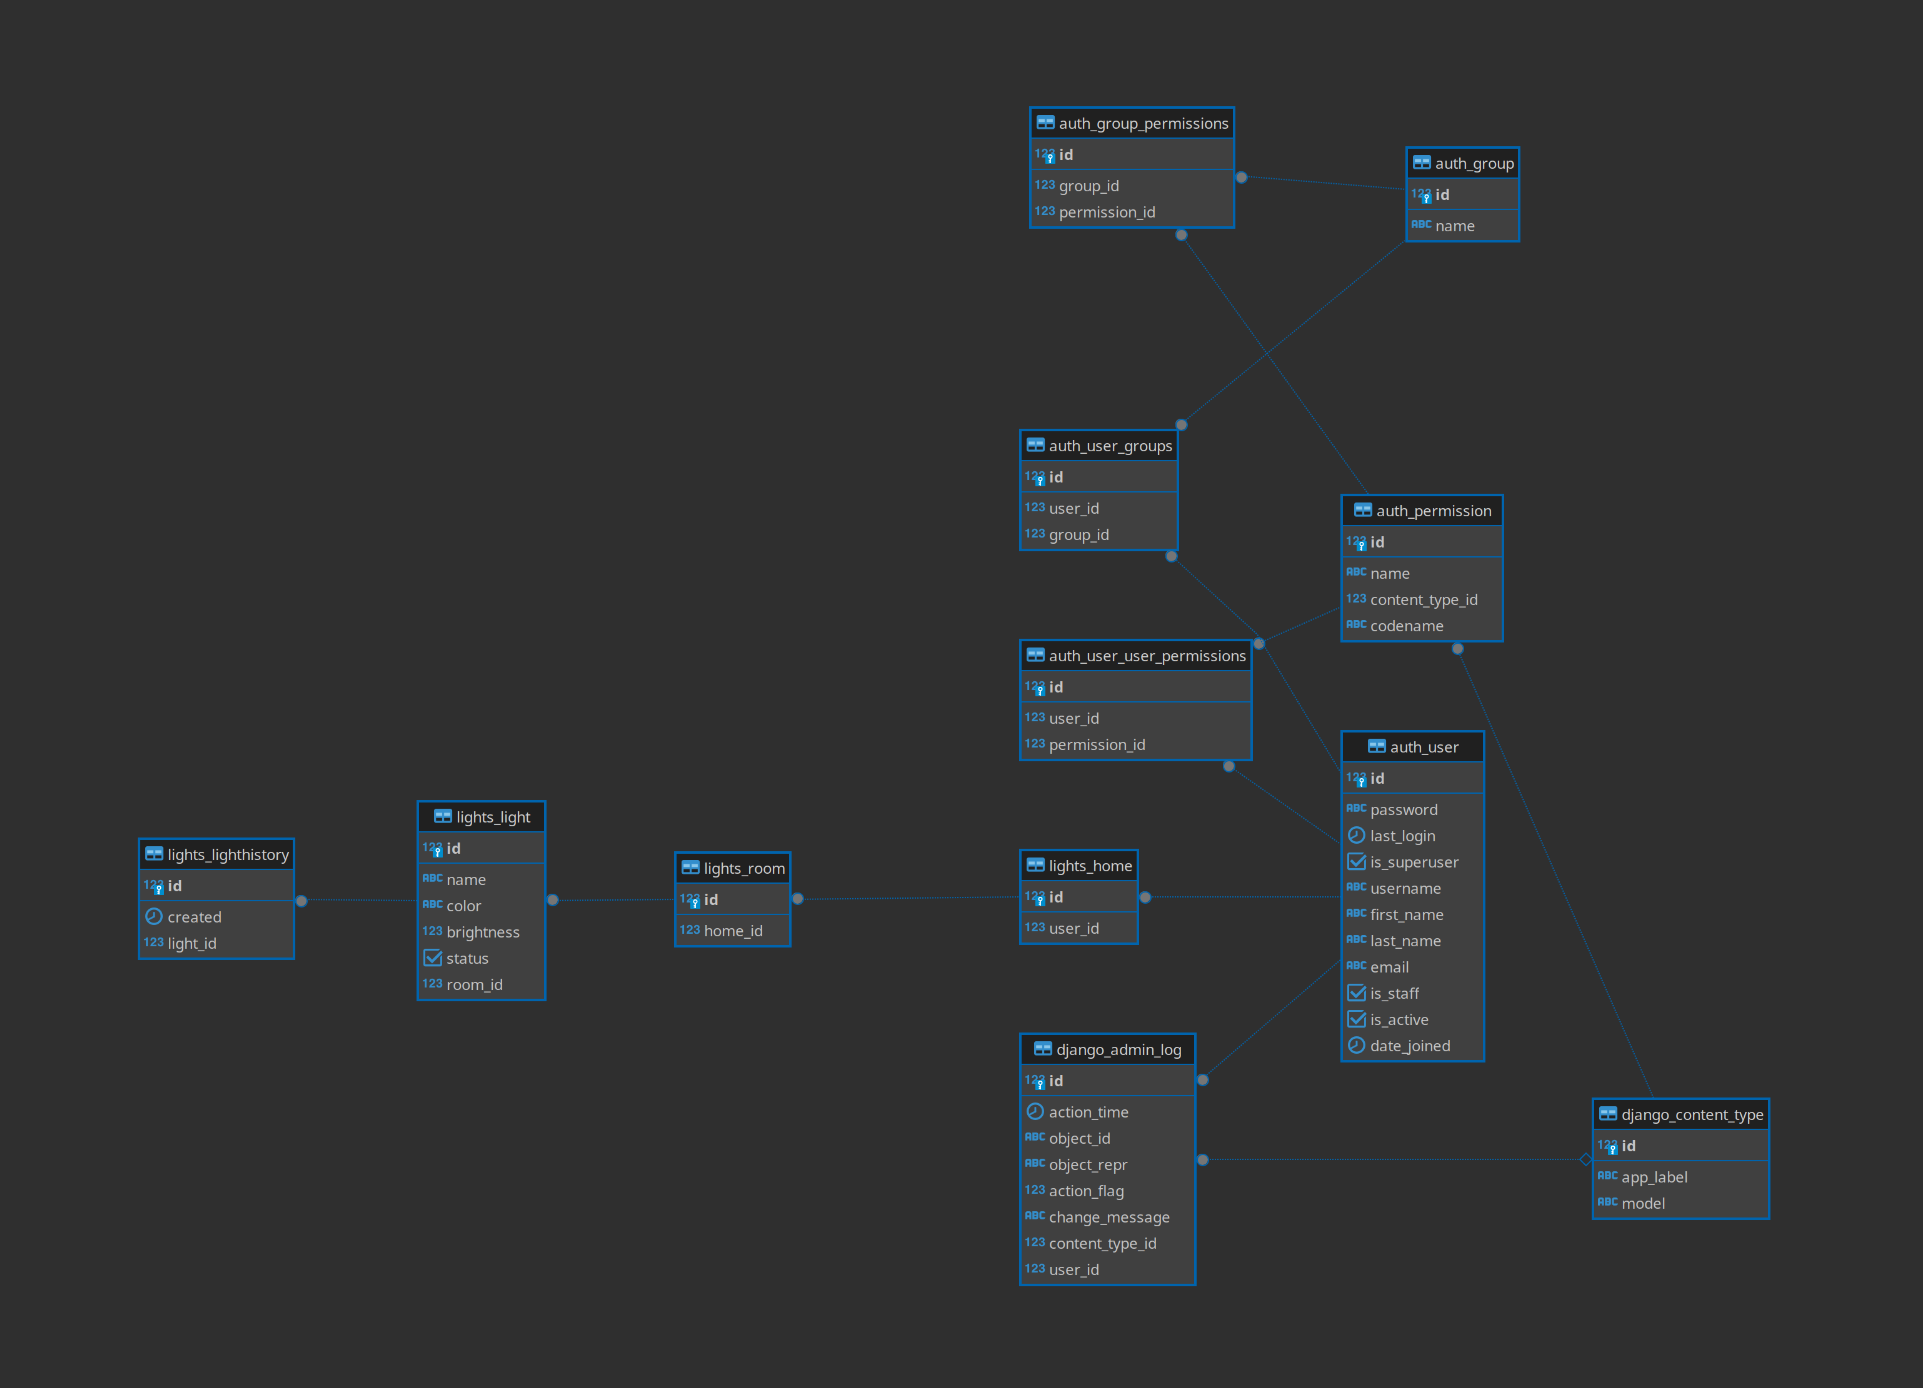 auth_group_permissions
123 id
123 group_id
123 permission_id
auth_group
123 id
ABC name
auth_user_groups
123 id
123 user_id
123 group_id
auth_permission
123 id
ABC name
123 content_type_id
ABC codename
auth_user_user_permissions
123 id
123 user_id
123 permission_id
auth_user
123 id
ABC password
last_login
is_superuser
ABC username
ABC first_name
ABC last_name
ABC email
is_staff
is_active
date_joined
lights_lighthistory
123 id
created
123 light_id
lights_light
123 id
ABC name
ABC color
123 brightness
status
123 room_id
lights_room
123 id
123 home_id
lights_home
123 id
123 user_id
django_admin_log
123 id
action_time
ABC object_id
ABC object_repr
123 action_flag
ABC change_message
123 content_type_id
123 user_id
django_content_type
123 id
ABC app_label
ABC model